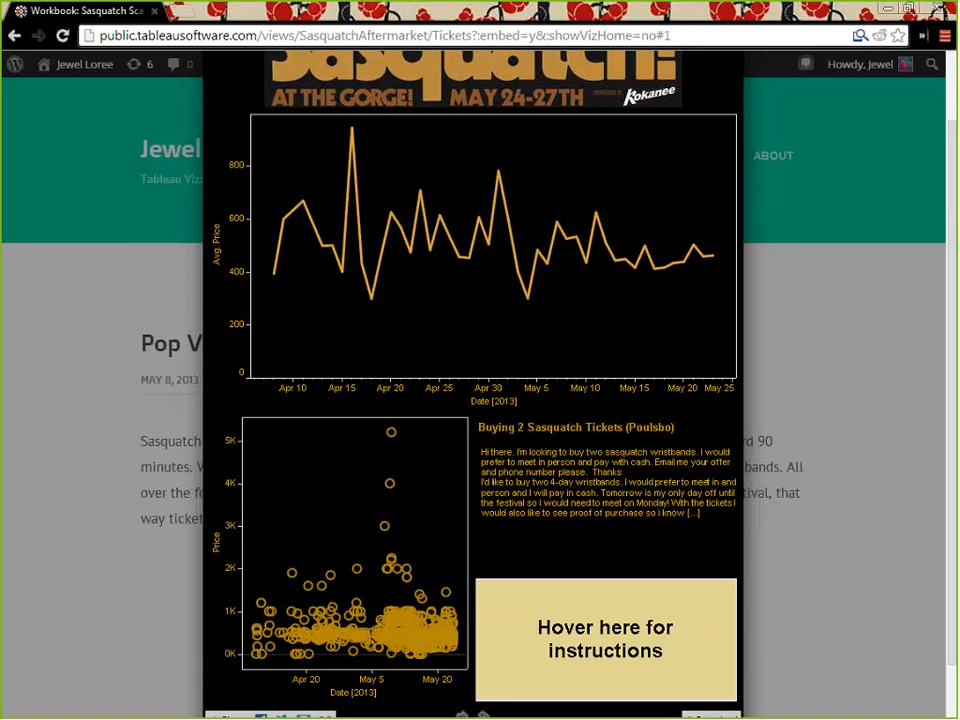 Workbook: Sasquatch Sca
public.tableausoftware.com/views/SasquatchAftermarket/Tickets?:embed=y&:showVizHome=no#1
Jewel Loree 6 0 Howdy, Jewel
Sasquatch!
AT THE GORGE! MAY 24-27TH Kokanee
Jewel
Tableau Viz
ABOUT
800
600
400
200
0
Avg. Price
Apr 10 Apr 15 Apr 20 Apr 25 Apr 30 May 5 May 10 May 15 May 20 May 25
Date [2013]
Pop V
MAY 8, 2013
Sasquatch
rd 90
minutes. W
bands. All
over the fo
tival, that
way ticket
5K
4K
3K
2K
1K
0K
Price
Apr 20 May 5 May 20
Date [2013]
Buying 2 Sasquatch Tickets (Poulsbo)
Hi there. I'm looking to buy two sasquatch wristbands. I would
prefer to meet in person and pay with cash. Email me your offer
and phone number please. Thanks
I'd like to buy two 4-day wristbands. I would prefer to meet in and
person and I will pay in cash. Tomorrow is my only day off until
the festival so I would need to meet on Monday! With the tickets I
would also like to see proof of purchase so i know [...]
Hover here for
instructions